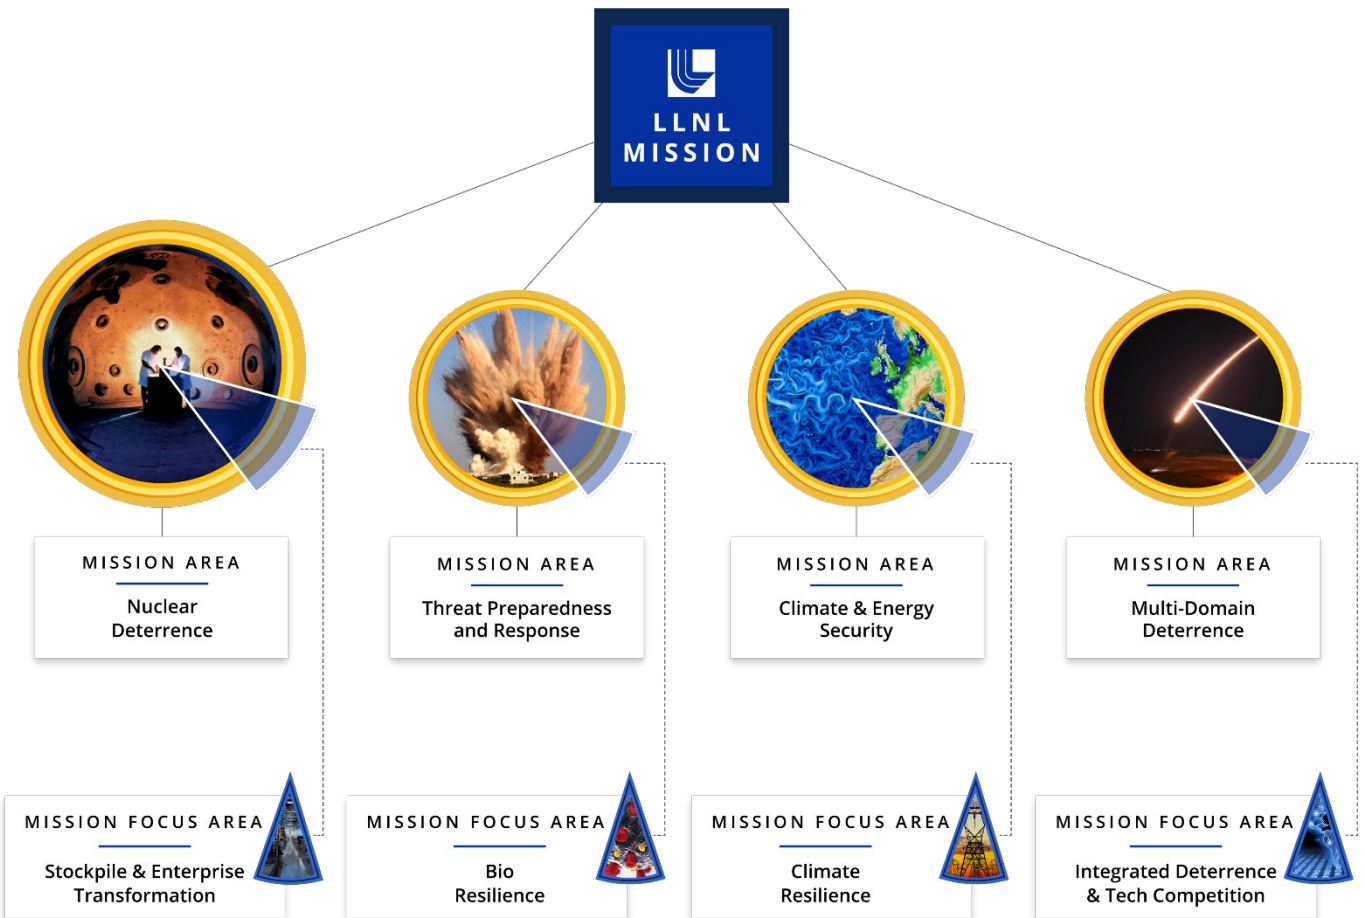 LLNL
MISSION
MISSION AREA
Nuclear
Deterrence
MISSION AREA
Threat Preparedness
and Response
MISSION AREA
Climate & Energy
Security
MISSION AREA
Multi-Domain
Deterrence
MISSION FOCUS AREA
Stockpile & Enterprise
Transformation
MISSION FOCUS AREA
Bio
Resilience
MISSION FOCUS AREA
Climate
Resilience
MISSION FOCUS AREA
Integrated Deterrence
& Tech Competition